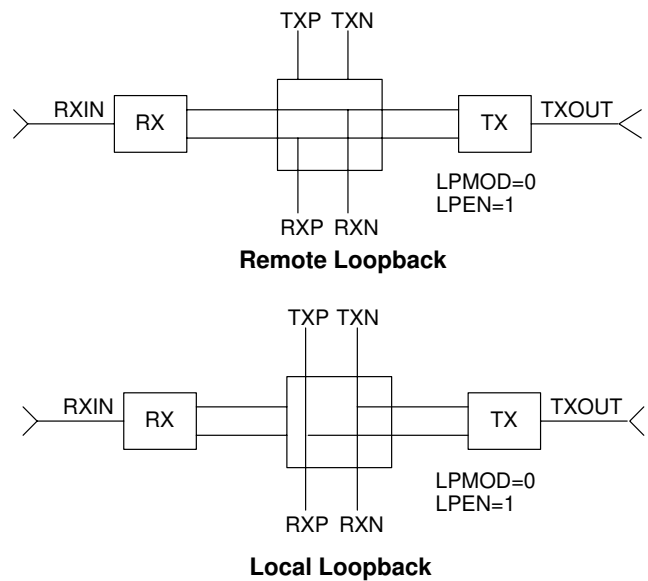 TXP TXN
RXIN
RX
TX
TXOUT
LPMOD=0
LPEN=1
RXP RXN
Remote Loopback
TXP TXN
RXIN
RX
TX
TXOUT
LPMOD=0
LPEN=1
RXP RXN
Local Loopback